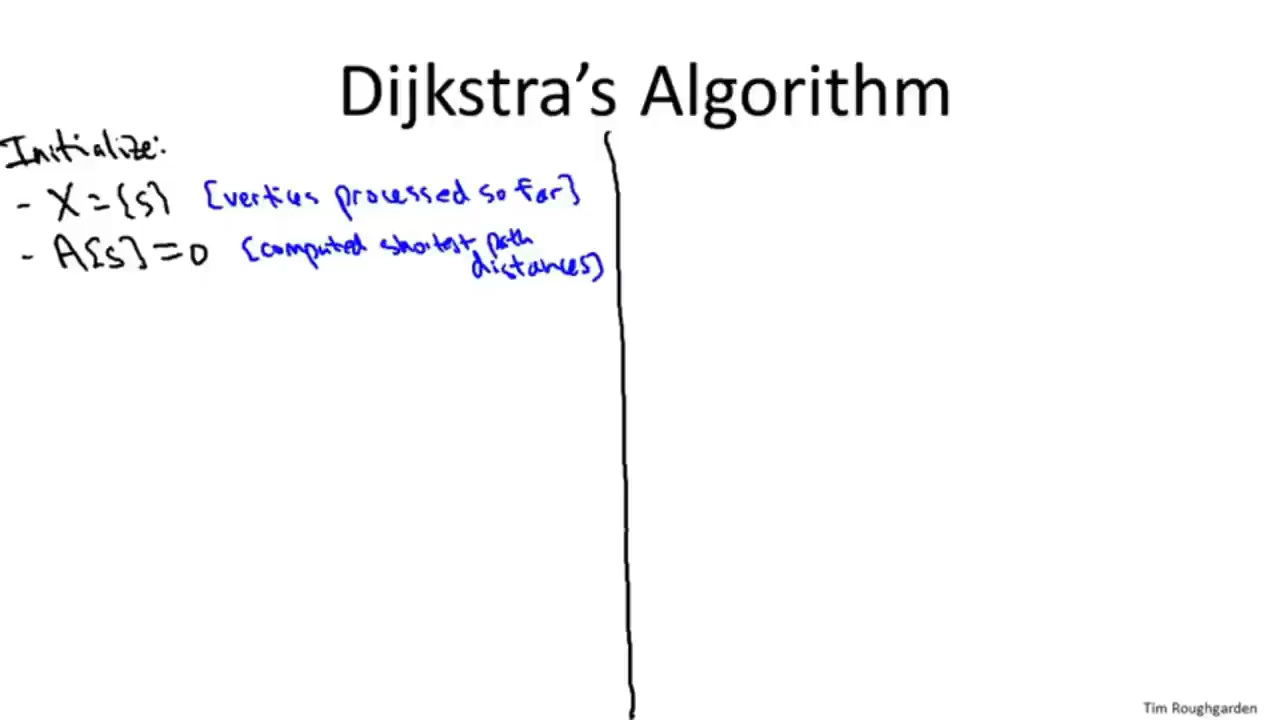 Dijkstra's Algorithm
Initialize:
- X = {s} [vertices processed so far]
- A[s] = 0 [computed shortest path
distances]
Tim Roughgarden